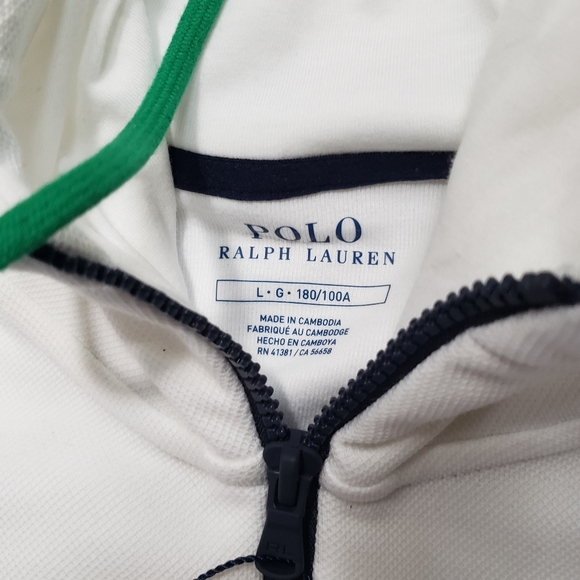 POLO
RALPH LAUREN
L • G • 180/100A
MADE IN CAMBODIA
FABRIQUÉ AU CAMBODGE
HECHO EN CAMBOYA
RN 41381 / CA 56658